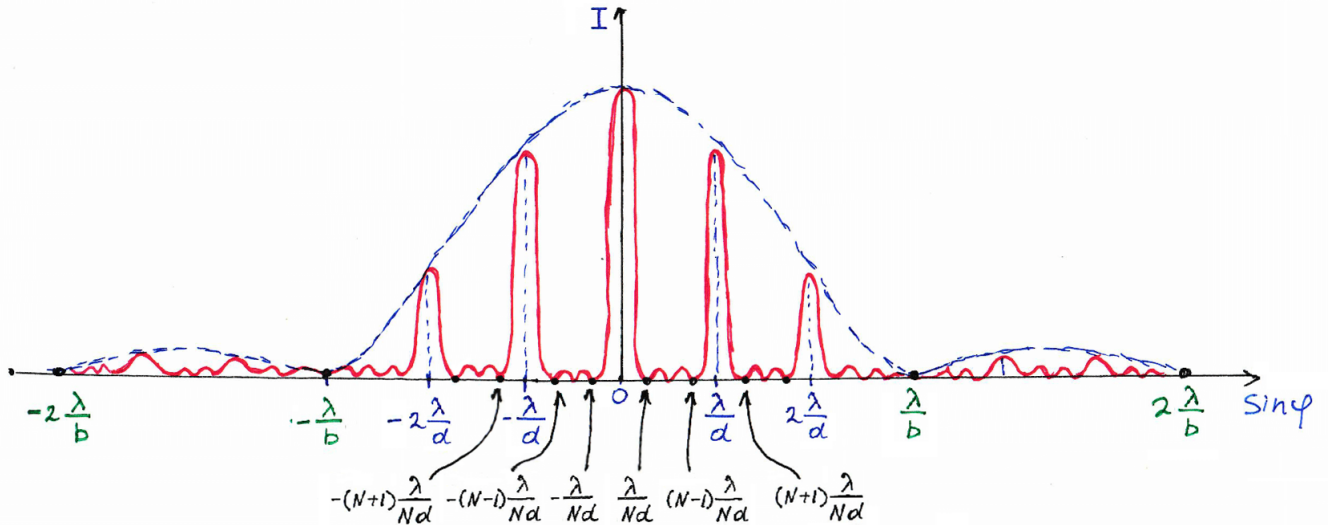 I
-2 λ/b
-λ/b
-2 λ/d
-λ/d
0
λ/d
2 λ/d
λ/b
2 λ/b
sinφ
-(N+1) λ/Nd
-(N-1) λ/Nd
-λ/Nd
λ/Nd
(N-1) λ/Nd
(N+1) λ/Nd